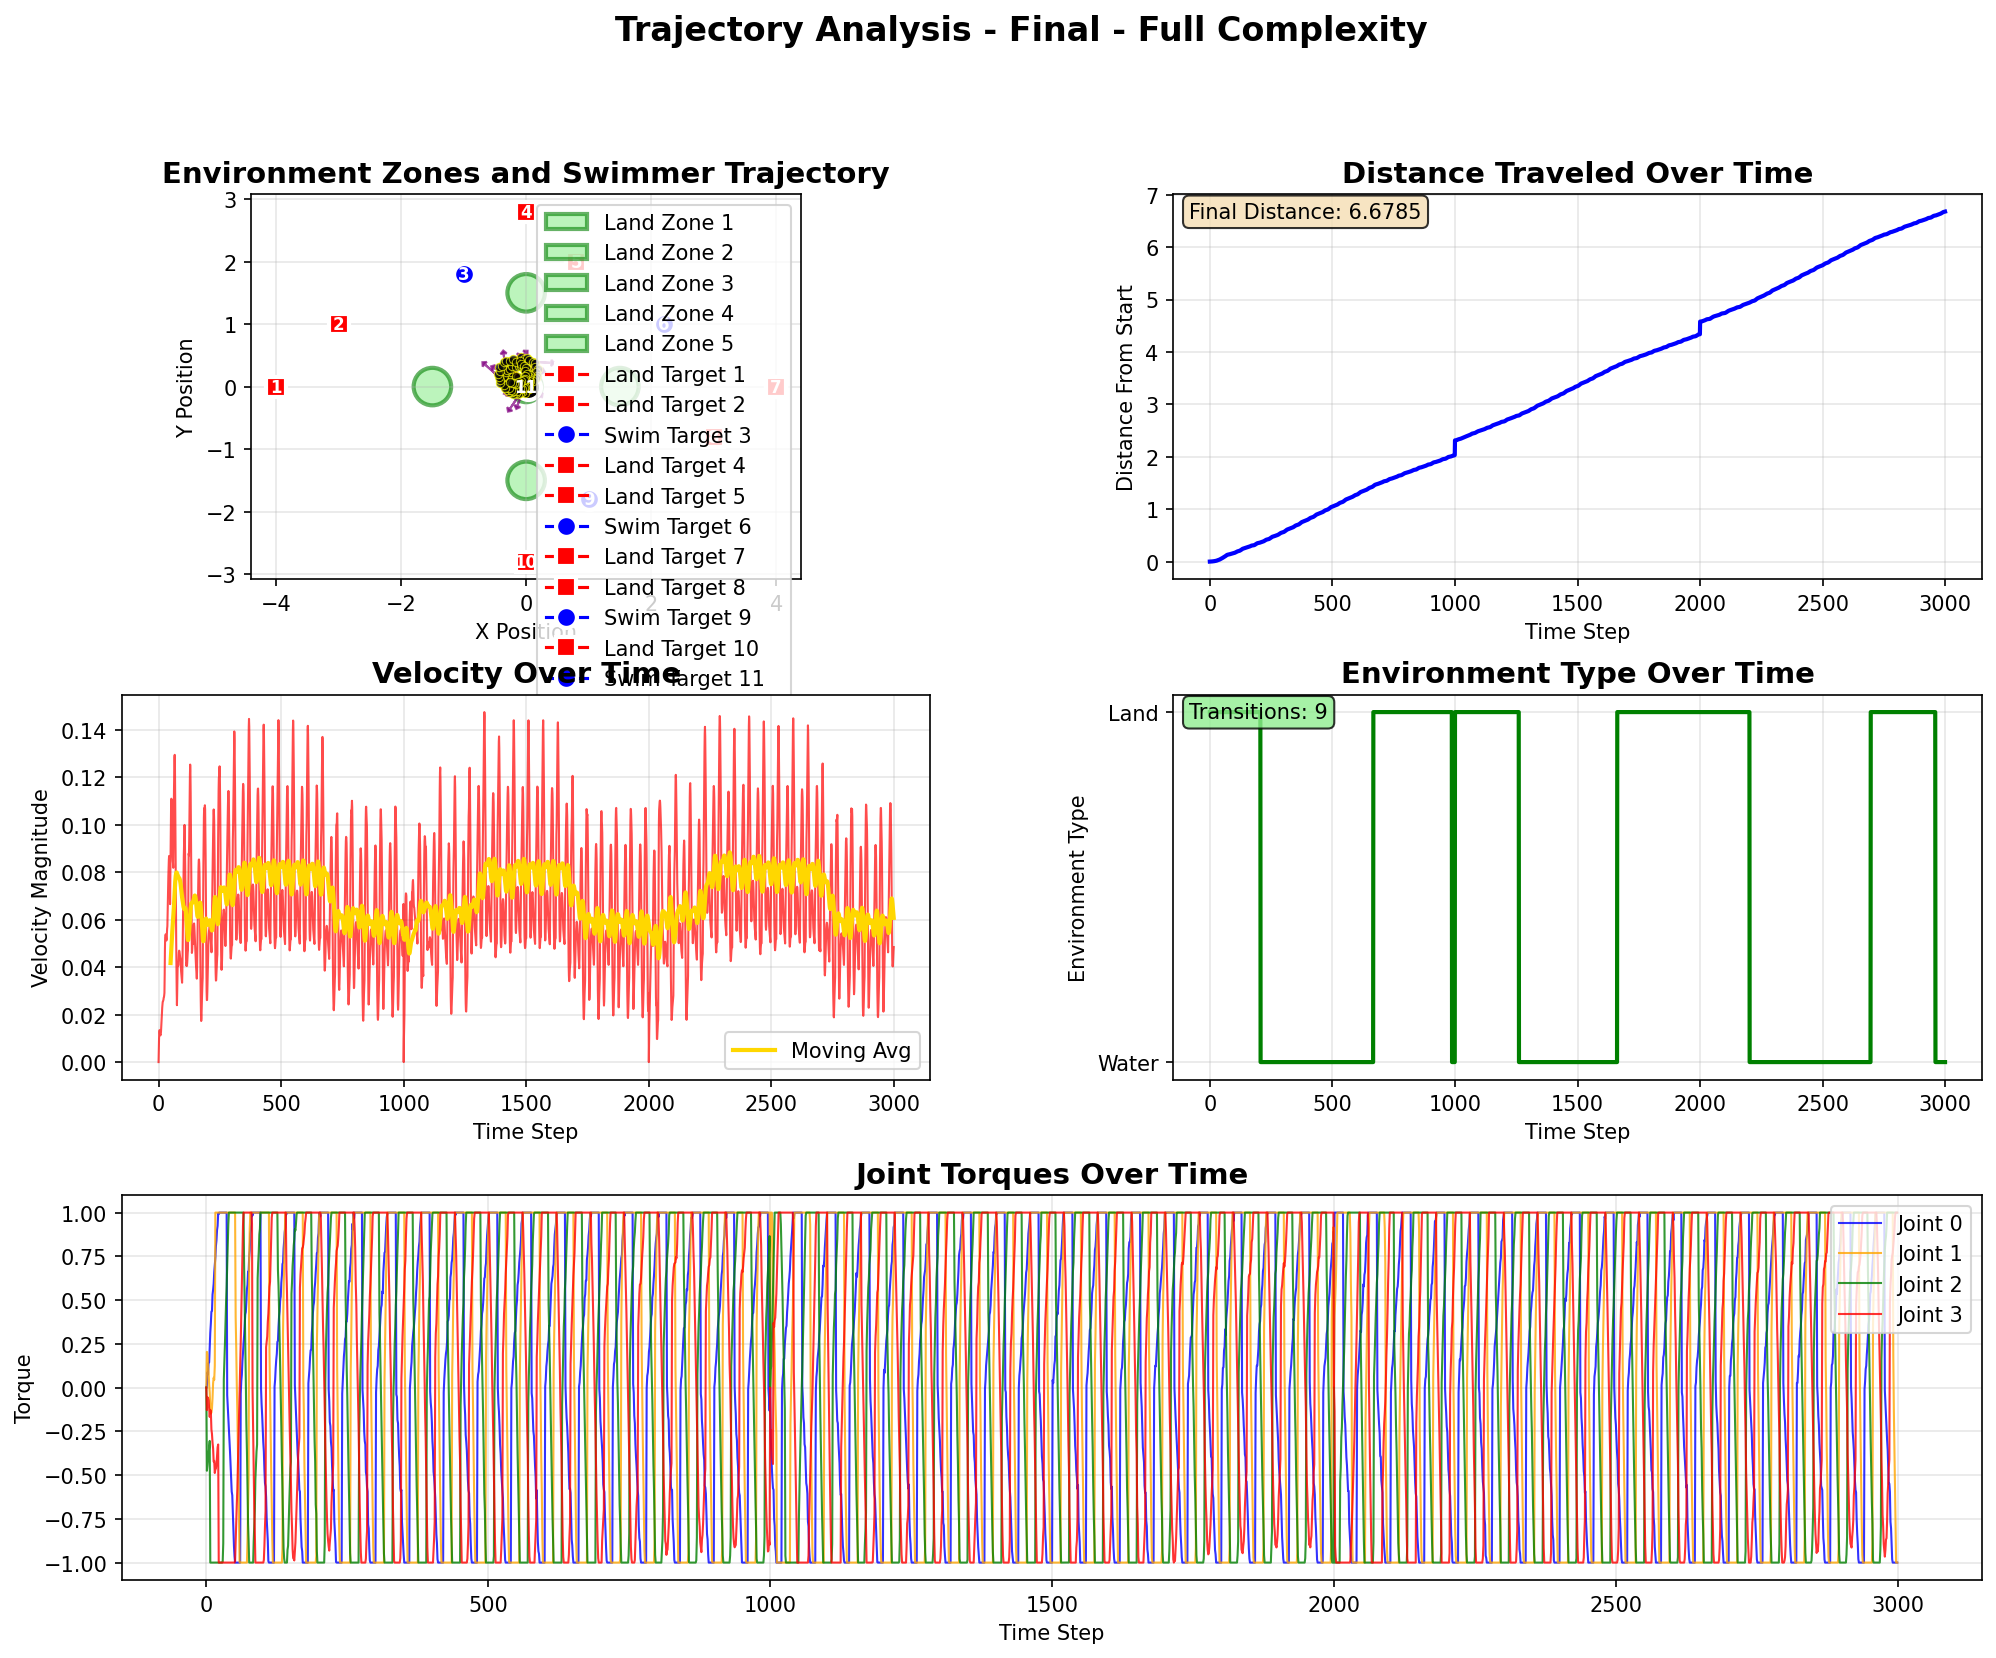 Trajectory Analysis - Final - Full Complexity
Environment Zones and Swimmer Trajectory
Y Position
3
2
1
0
−1
−2
−3
−4
−2
0
2
4
X Position
1
2
3
4
5
6
7
9
10
11
Land Zone 1
Land Zone 2
Land Zone 3
Land Zone 4
Land Zone 5
Land Target 1
Land Target 2
Swim Target 3
Land Target 4
Land Target 5
Swim Target 6
Land Target 7
Land Target 8
Swim Target 9
Land Target 10
Swim Target 11
Distance Traveled Over Time
Final Distance: 6.6785
Distance From Start
7
6
5
4
3
2
1
0
0
500
1000
1500
2000
2500
3000
Time Step
Velocity Over Time
Velocity Magnitude
0.14
0.12
0.10
0.08
0.06
0.04
0.02
0.00
Moving Avg
0
500
1000
1500
2000
2500
3000
Time Step
Environment Type Over Time
Transitions: 9
Environment Type
Land
Water
0
500
1000
1500
2000
2500
3000
Time Step
Joint Torques Over Time
Torque
1.00
0.75
0.50
0.25
0.00
−0.25
−0.50
−0.75
−1.00
Joint 0
Joint 1
Joint 2
Joint 3
0
500
1000
1500
2000
2500
3000
Time Step